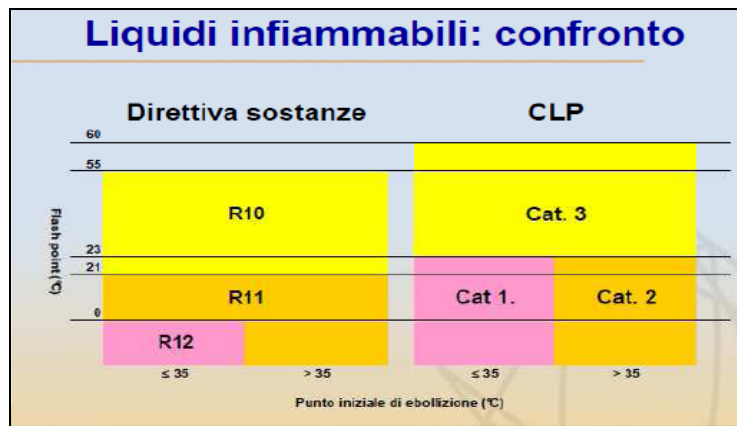 Liquidi infiammabili: confronto
Direttiva sostanze CLP
60
55
R10 Cat. 3
Flash point (°C)
23
21
R11 Cat 1. Cat. 2
0
R12
≤ 35 > 35 ≤ 35 > 35
Punto iniziale di ebollizione (°C)